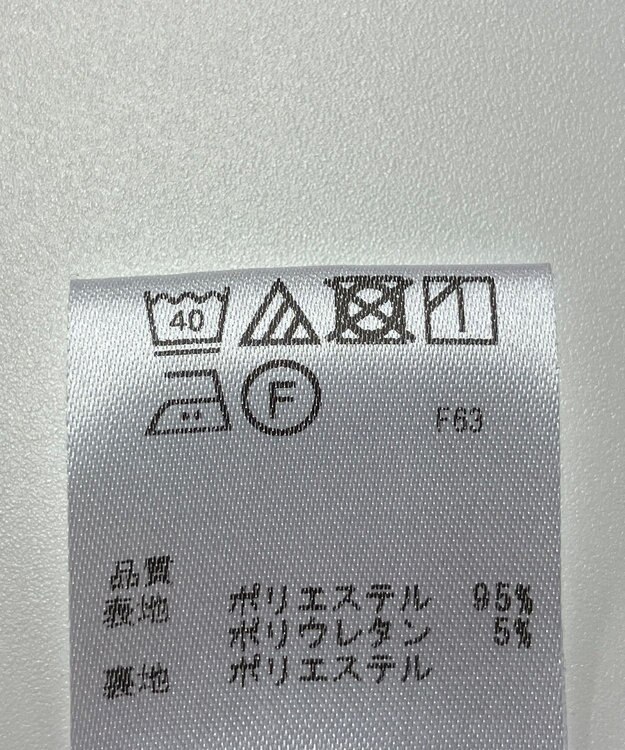 40
F
F63
品質
表地 ポリエステル 95%
ポリウレタン 5%
裏地 ポリエステル